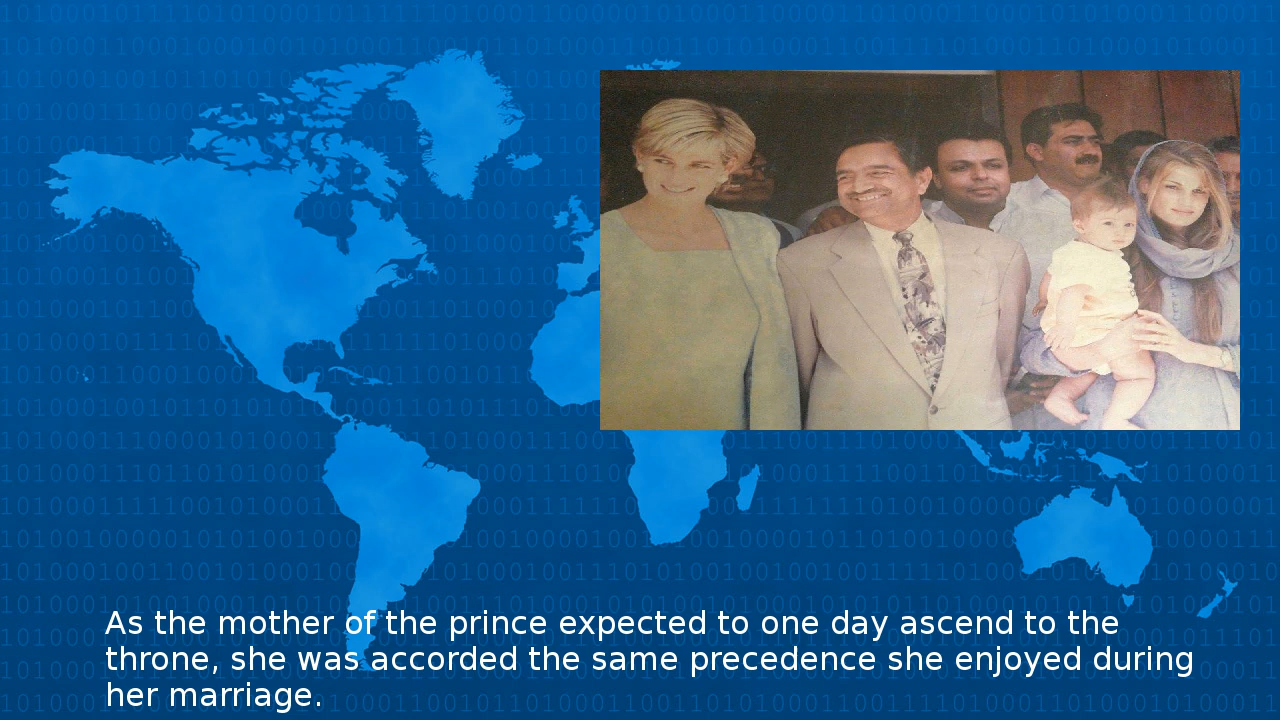 As the mother of the prince expected to one day ascend to the
throne, she was accorded the same precedence she enjoyed during
her marriage.